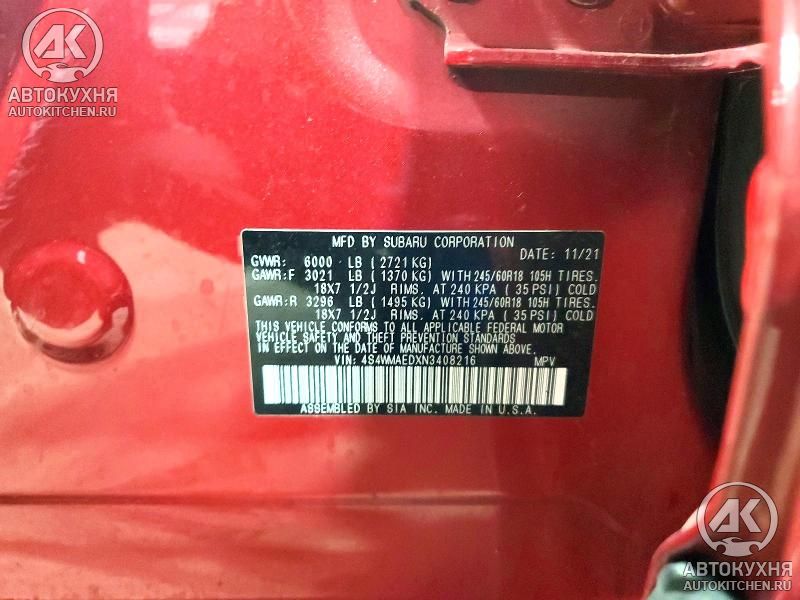 AK
АВТОКУХНЯ
AUTOKITCHEN.RU
MFD BY SUBARU CORPORATION
DATE: 11/21
GVWR: 6000 LB ( 2721 KG)
GAWR:F 3021 LB ( 1370 KG) WITH 245/60R18 105H TIRES.
18X7 1/2J RIMS. AT 240 KPA ( 35 PSI) COLD
GAWR:R 3296 LB ( 1495 KG) WITH 245/60R18 105H TIRES.
18X7 1/2J RIMS. AT 240 KPA ( 35 PSI) COLD
THIS VEHICLE CONFORMS TO ALL APPLICABLE FEDERAL MOTOR
VEHICLE SAFETY AND THEFT PREVENTION STANDARDS
IN EFFECT ON THE DATE OF MANUFACTURE SHOWN ABOVE.
VIN: 4S4WMAEDXN3408216 MPV
ASSEMBLED BY SIA INC. MADE IN U.S.A.
AK
АВТОКУХНЯ
AUTOKITCHEN.RU